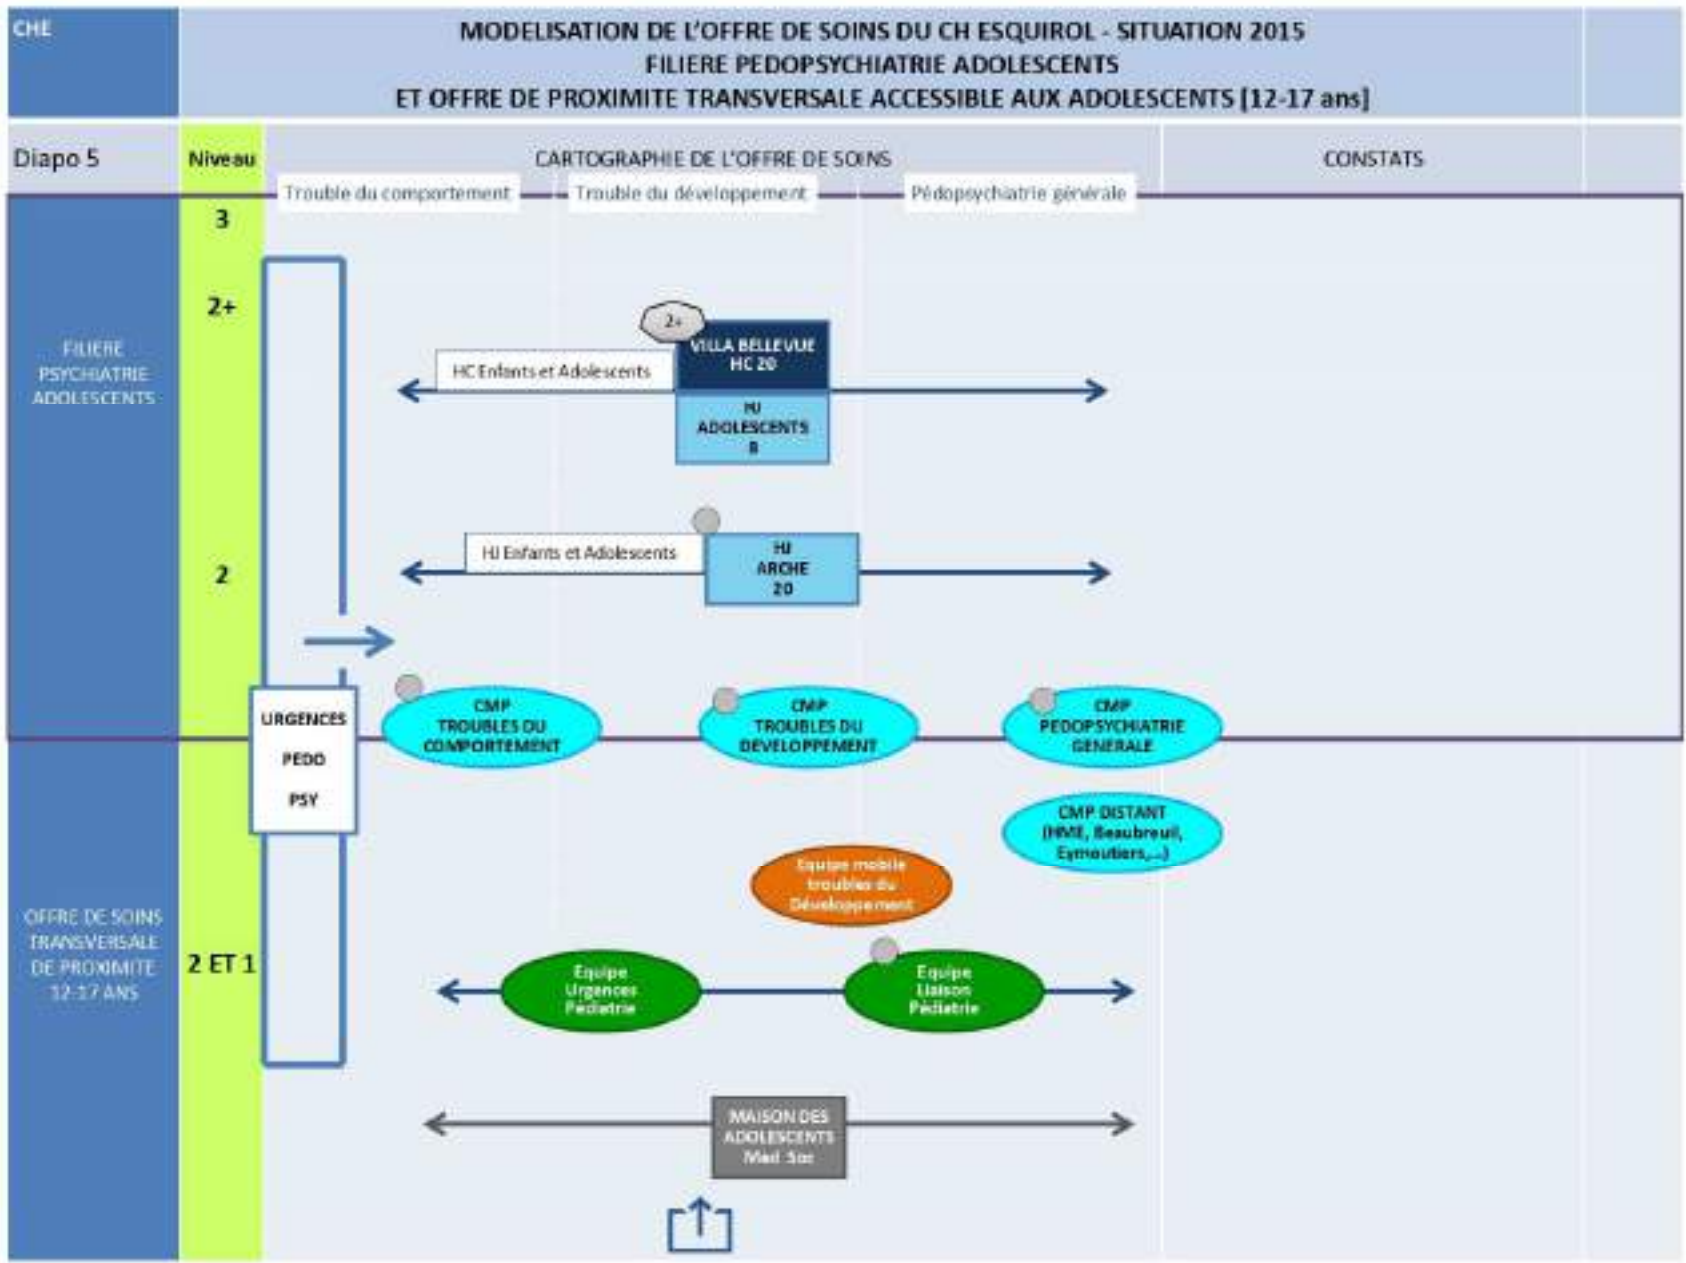 CHE
MODELISATION DE L'OFFRE DE SOINS DU CH ESQUIROL - SITUATION 2015
FILIERE PEDOPSYCHIATRIE ADOLESCENTS
ET OFFRE DE PROXIMITE TRANSVERSALE ACCESSIBLE AUX ADOLESCENTS [12-17 ans]
Diapo 5
Niveau
CARTOGRAPHIE DE L'OFFRE DE SOINS
CONSTATS
Trouble du comportement
Trouble du développement
Pédopsychiatrie générale
3
2+
FILIERE
PSYCHIATRIE
ADOLESCENTS
2+
VILLA BELLEVUE
HC 20
HC Enfants et Adolescents
HJ
ADOLESCENTS
8
2
HJ Enfants et Adolescents
HJ
ARCHE
20
URGENCES
PEDO
PSY
CMP
TROUBLES DU
COMPORTEMENT
CMP
TROUBLES DU
DEVELOPPEMENT
CMP
PEDOPSYCHIATRIE
GENERALE
CMP DISTANT
(HME, Beaubreuil,
Eymoutiers,...)
Equipe mobile
troubles du
Développement
OFFRE DE SOINS
TRANSVERSALE
DE PROXIMITE
12-17 ANS
2 ET 1
Equipe
Urgences
Pédiatrie
Equipe
Liaison
Pédiatrie
MAISON DES
ADOLESCENTS
Med Soc